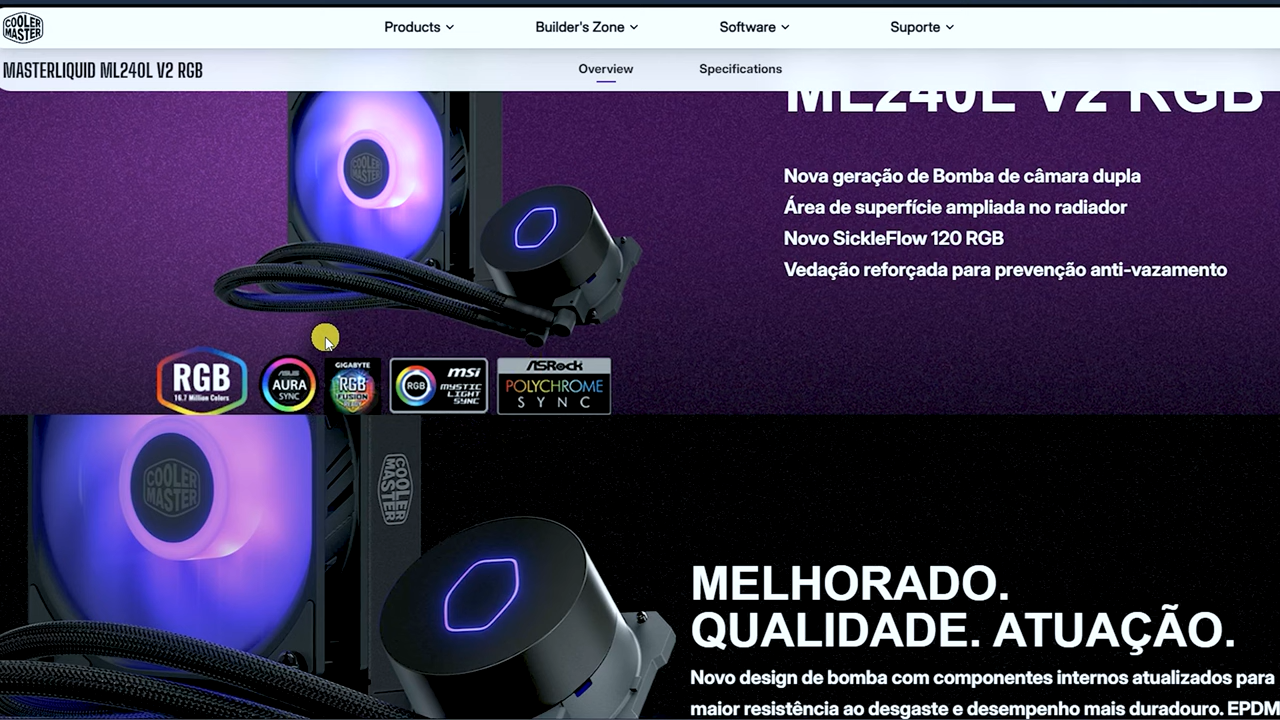 COOLER
MASTER
Products
Builder's Zone
Software
Suporte
MASTERLIQUID ML240L V2 RGB
Overview
Specifications
ML240L V2 RGB
COOLER
MASTER
Nova geração de Bomba de câmara dupla
Área de superfície ampliada no radiador
Novo SickleFlow 120 RGB
Vedação reforçada para prevenção anti-vazamento
RGB
16.7 Million Colors
ASUS
AURA
SYNC
GIGABYTE
RGB
FUSION
RGB
msi
MYSTIC
LIGHT
SYNC
ASRock
POLYCHROME
SYNC
COOLER
MASTER
COOLER
MASTER
MELHORADO.
QUALIDADE. ATUAÇÃO.
Novo design de bomba com componentes internos atualizados para
maior resistência ao desgaste e desempenho mais duradouro. EPDM